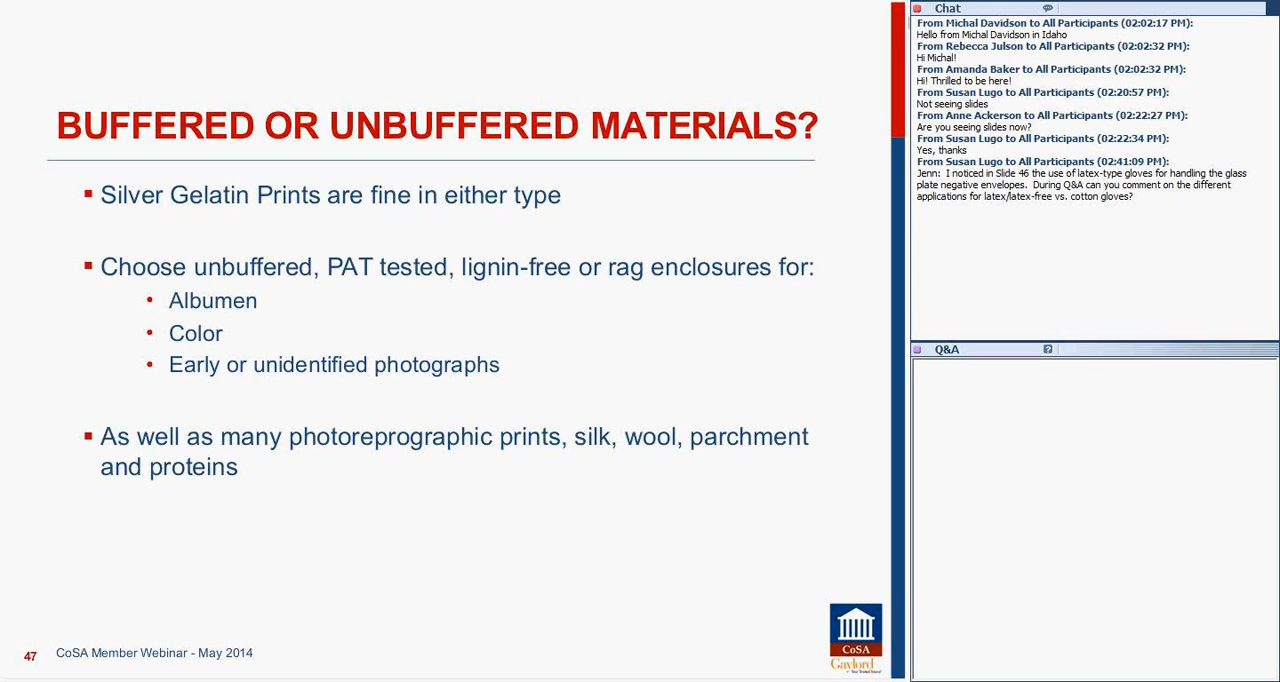 BUFFERED OR UNBUFFERED MATERIALS?
Silver Gelatin Prints are fine in either type
Choose unbuffered, PAT tested, lignin-free or rag enclosures for:
Albumen
Color
Early or unidentified photographs
As well as many photoreprographic prints, silk, wool, parchment
and proteins
47
CoSA Member Webinar - May 2014
CoSA
Gaylord
Chat
From Michal Davidson to All Participants (02:02:17 PM):
Hello from Michal Davidson in Idaho
From Rebecca Julson to All Participants (02:02:32 PM):
Hi Michal!
From Amanda Baker to All Participants (02:02:32 PM):
Hi! Thrilled to be here!
From Susan Lugo to All Participants (02:20:57 PM):
Not seeing slides
From Anne Ackerson to All Participants (02:22:27 PM):
Are you seeing slides now?
From Susan Lugo to All Participants (02:22:34 PM):
Yes, thanks
From Susan Lugo to All Participants (02:41:09 PM):
Jenn: I noticed in Slide 46 the use of latex-type gloves for handling the glass
plate negative envelopes. During Q&A can you comment on the different
applications for latex/latex-free vs. cotton gloves?
Q&A